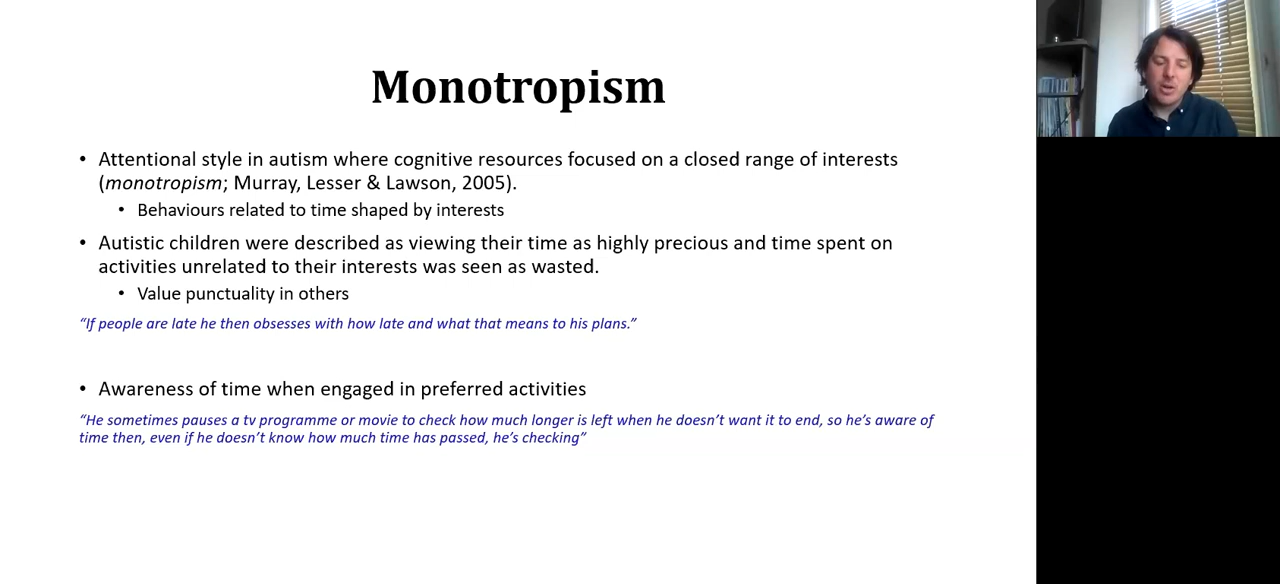 Monotropism
• Attentional style in autism where cognitive resources focused on a closed range of interests
(monotropism; Murray, Lesser & Lawson, 2005).
• Behaviours related to time shaped by interests
• Autistic children were described as viewing their time as highly precious and time spent on
activities unrelated to their interests was seen as wasted.
• Value punctuality in others
“If people are late he then obsesses with how late and what that means to his plans.”
• Awareness of time when engaged in preferred activities
“He sometimes pauses a tv programme or movie to check how much longer is left when he doesn’t want it to end, so he’s aware of
time then, even if he doesn’t know how much time has passed, he’s checking”